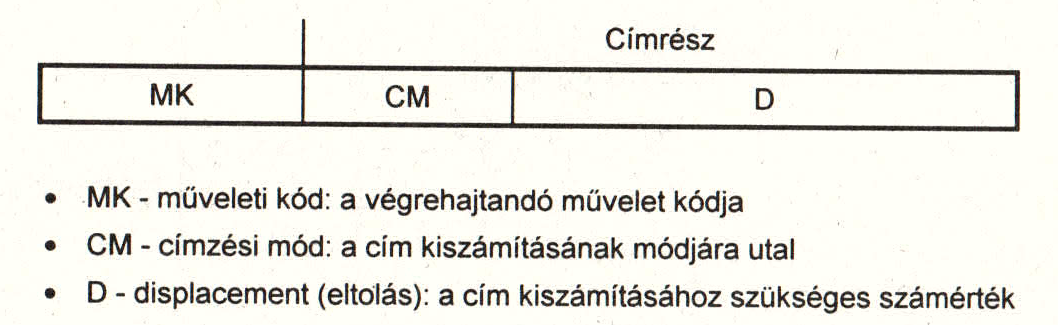 Címrész
MK CM D
• MK - műveleti kód: a végrehajtandó művelet kódja
• CM - címzési mód: a cím kiszámításának módjára utal
• D - displacement (eltolás): a cím kiszámításához szükséges számérték